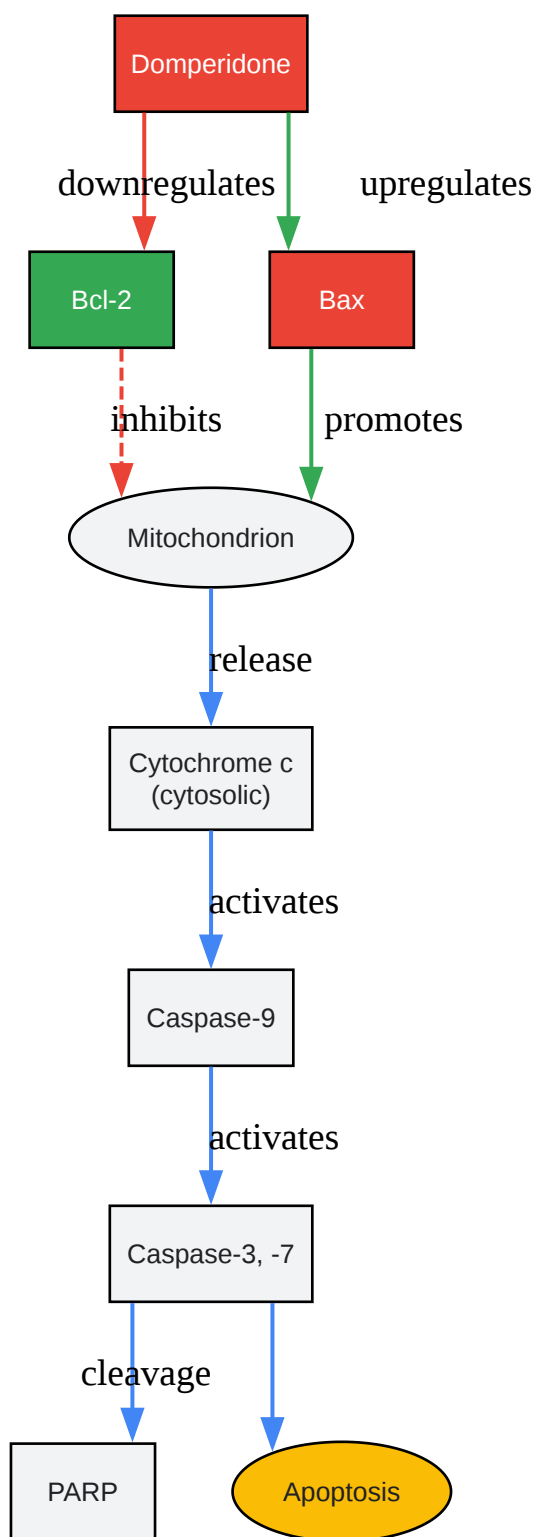 Domperidone
downregulates
upregulates
Bcl-2
Bax
inhibits
promotes
Mitochondrion
release
Cytochrome c
(cytosolic)
activates
Caspase-9
activates
Caspase-3, -7
cleavage
PARP
Apoptosis